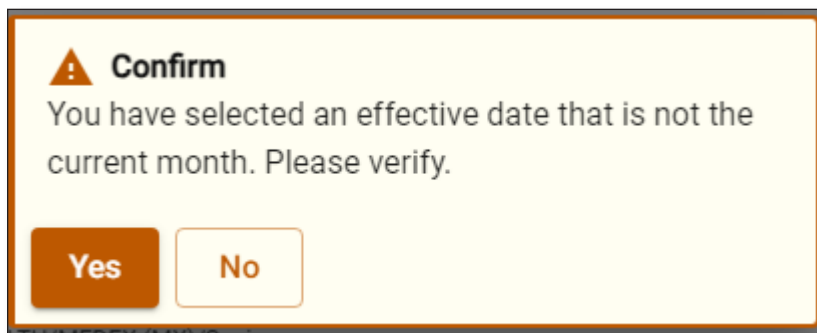 Confirm
You have selected an effective date that is not the
current month. Please verify.
Yes No